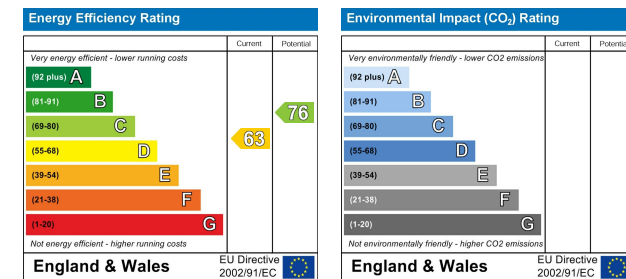 Energy Efficiency Rating
Current Potential
Very energy efficient - lower running costs
(92 plus) A
(81-91) B
(69-80) C
(55-68) D
(39-54) E
(21-38) F
(1-20) G
63
76
Not energy efficient - higher running costs
England & Wales
EU Directive
2002/91/EC
Environmental Impact (CO₂) Rating
Current Potential
Very environmentally friendly - lower CO2 emissions
(92 plus) A
(81-91) B
(69-80) C
(55-68) D
(39-54) E
(21-38) F
(1-20) G
Not environmentally friendly - higher CO2 emissions
England & Wales
EU Directive
2002/91/EC